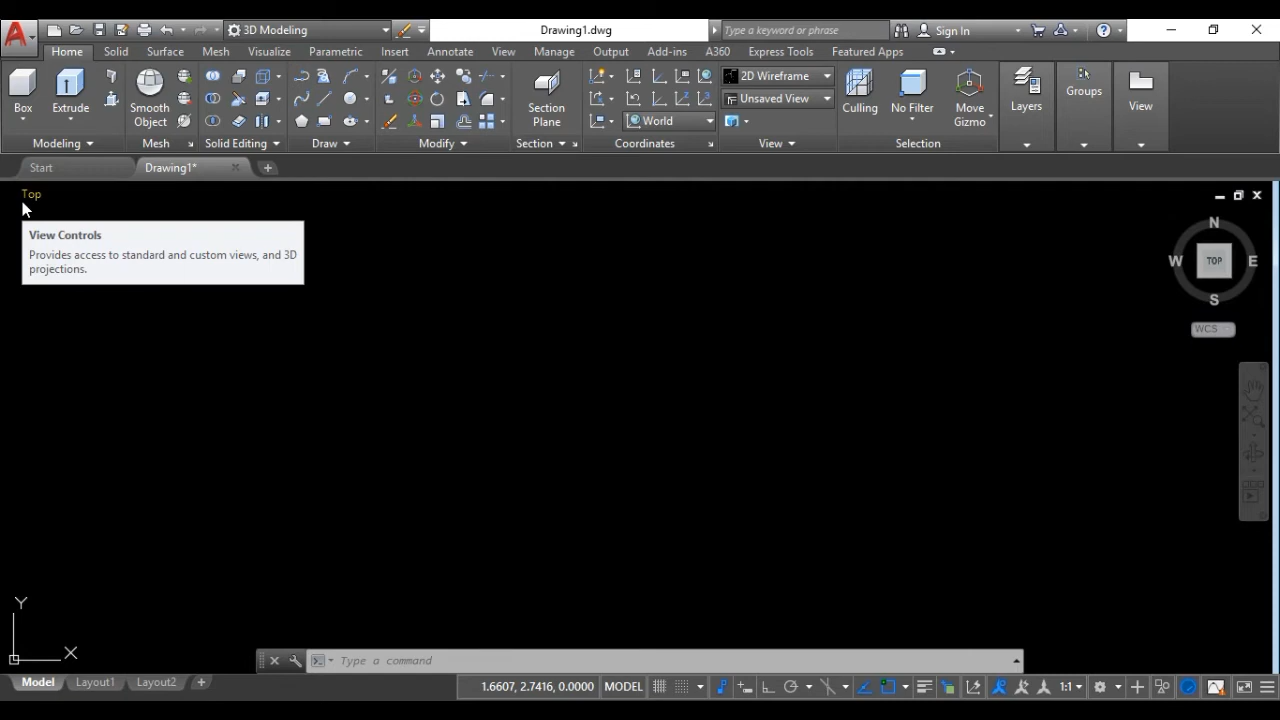 3D Modeling
Drawing1.dwg
Type a keyword or phrase
Sign In
Home Solid Surface Mesh Visualize Parametric Insert Annotate View Manage Output Add-ins A360 Express Tools Featured Apps
2D Wireframe
Unsaved View
World
Box
Extrude
Smooth
Object
Section
Plane
Culling
No Filter
Move
Gizmo
Layers
Groups
View
Modeling
Mesh
Solid Editing
Draw
Modify
Section
Coordinates
View
Selection
Start
Drawing1*
Top
View Controls
Provides access to standard and custom views, and 3D
projections.
N
W
TOP
E
S
WCS
Y
X
Type a command
Model Layout1 Layout2
1.6607, 2.7416, 0.0000 MODEL
1:1